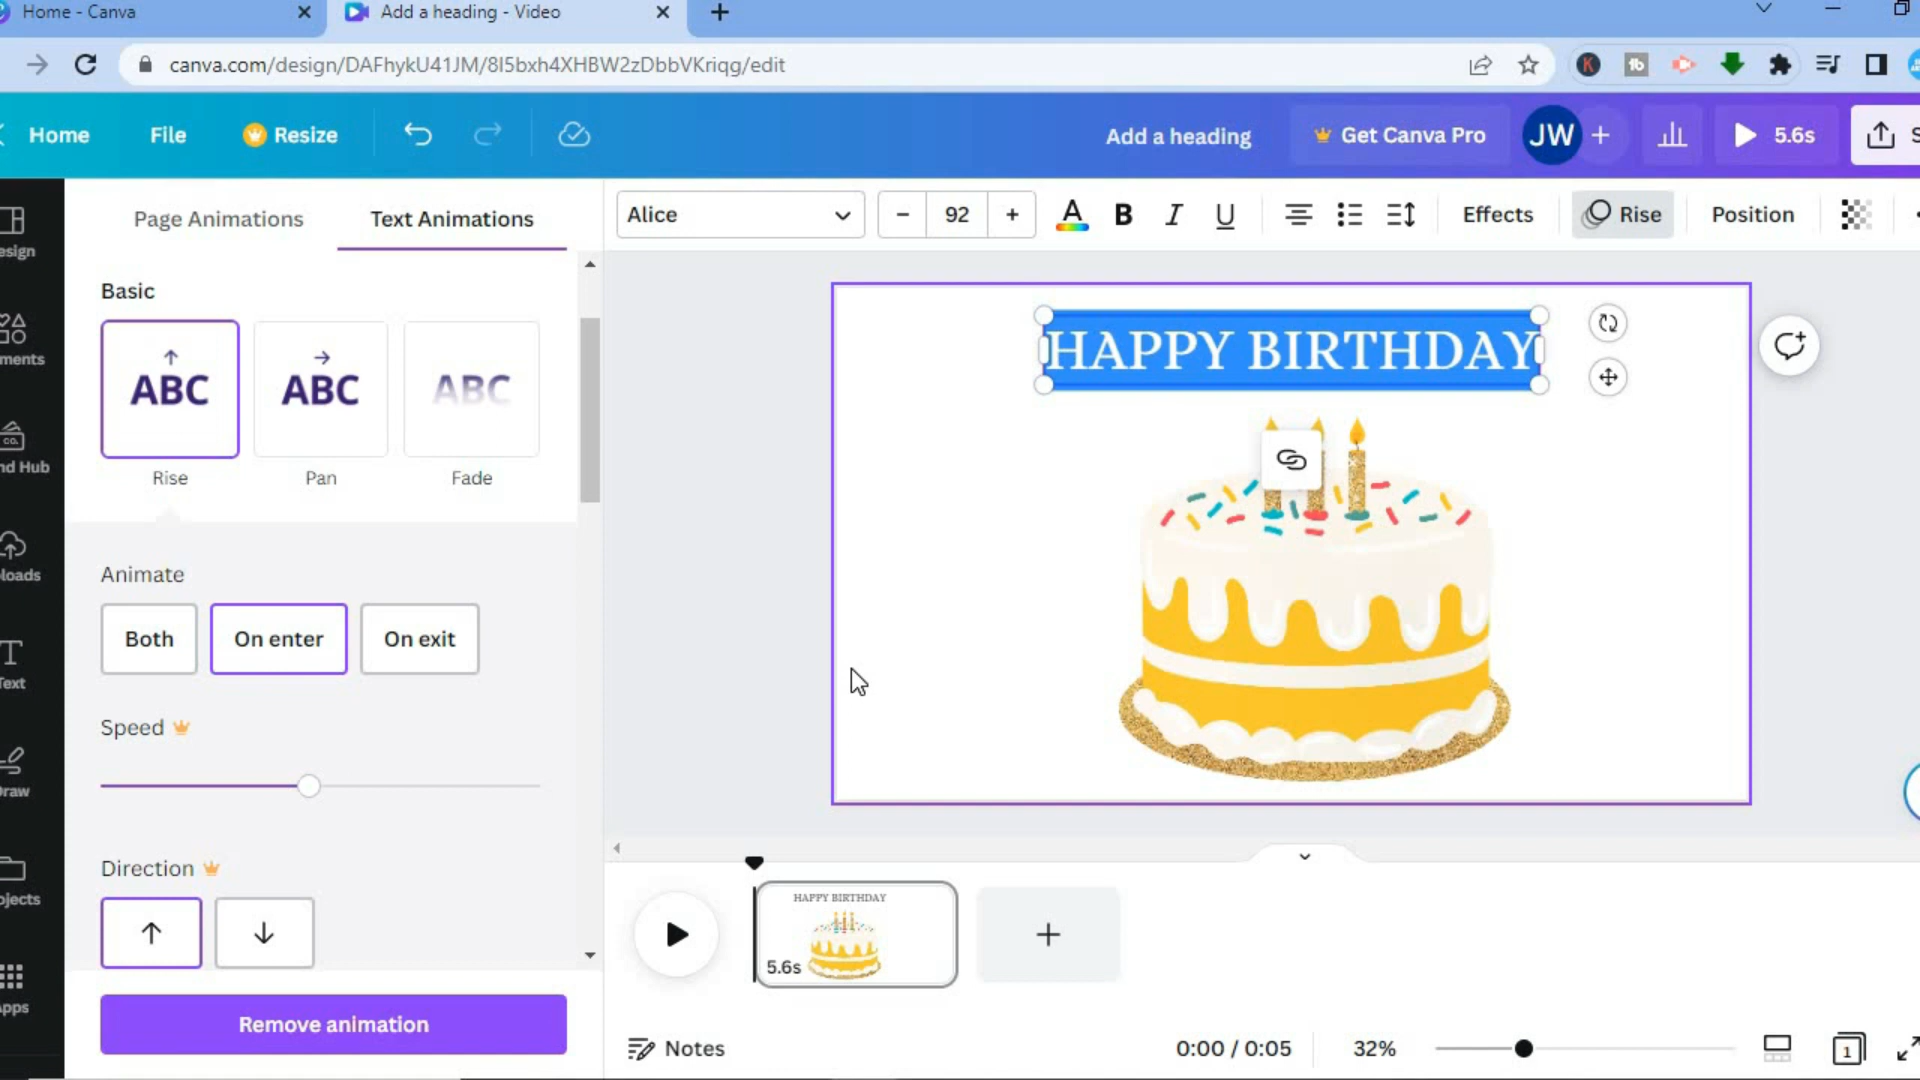 Home - Canva
Add a heading - Video
canva.com/design/DAFhykU41JM/8I5bxh4XHBW2zDbbVKriqg/edit
Home File Resize
Add a heading Get Canva Pro JW + 5.6s S
Page Animations Text Animations
Alice - 92 + A B I U Effects Rise Position
esign
ments
nd Hub
loads
Text
raw
ojects
pps
Basic
ABC ABC ABC
Rise Pan Fade
Animate
Both On enter On exit
Speed
Direction
Remove animation
HAPPY BIRTHDAY
HAPPY BIRTHDAY
5.6s
Notes 0:00 / 0:05 32% 1